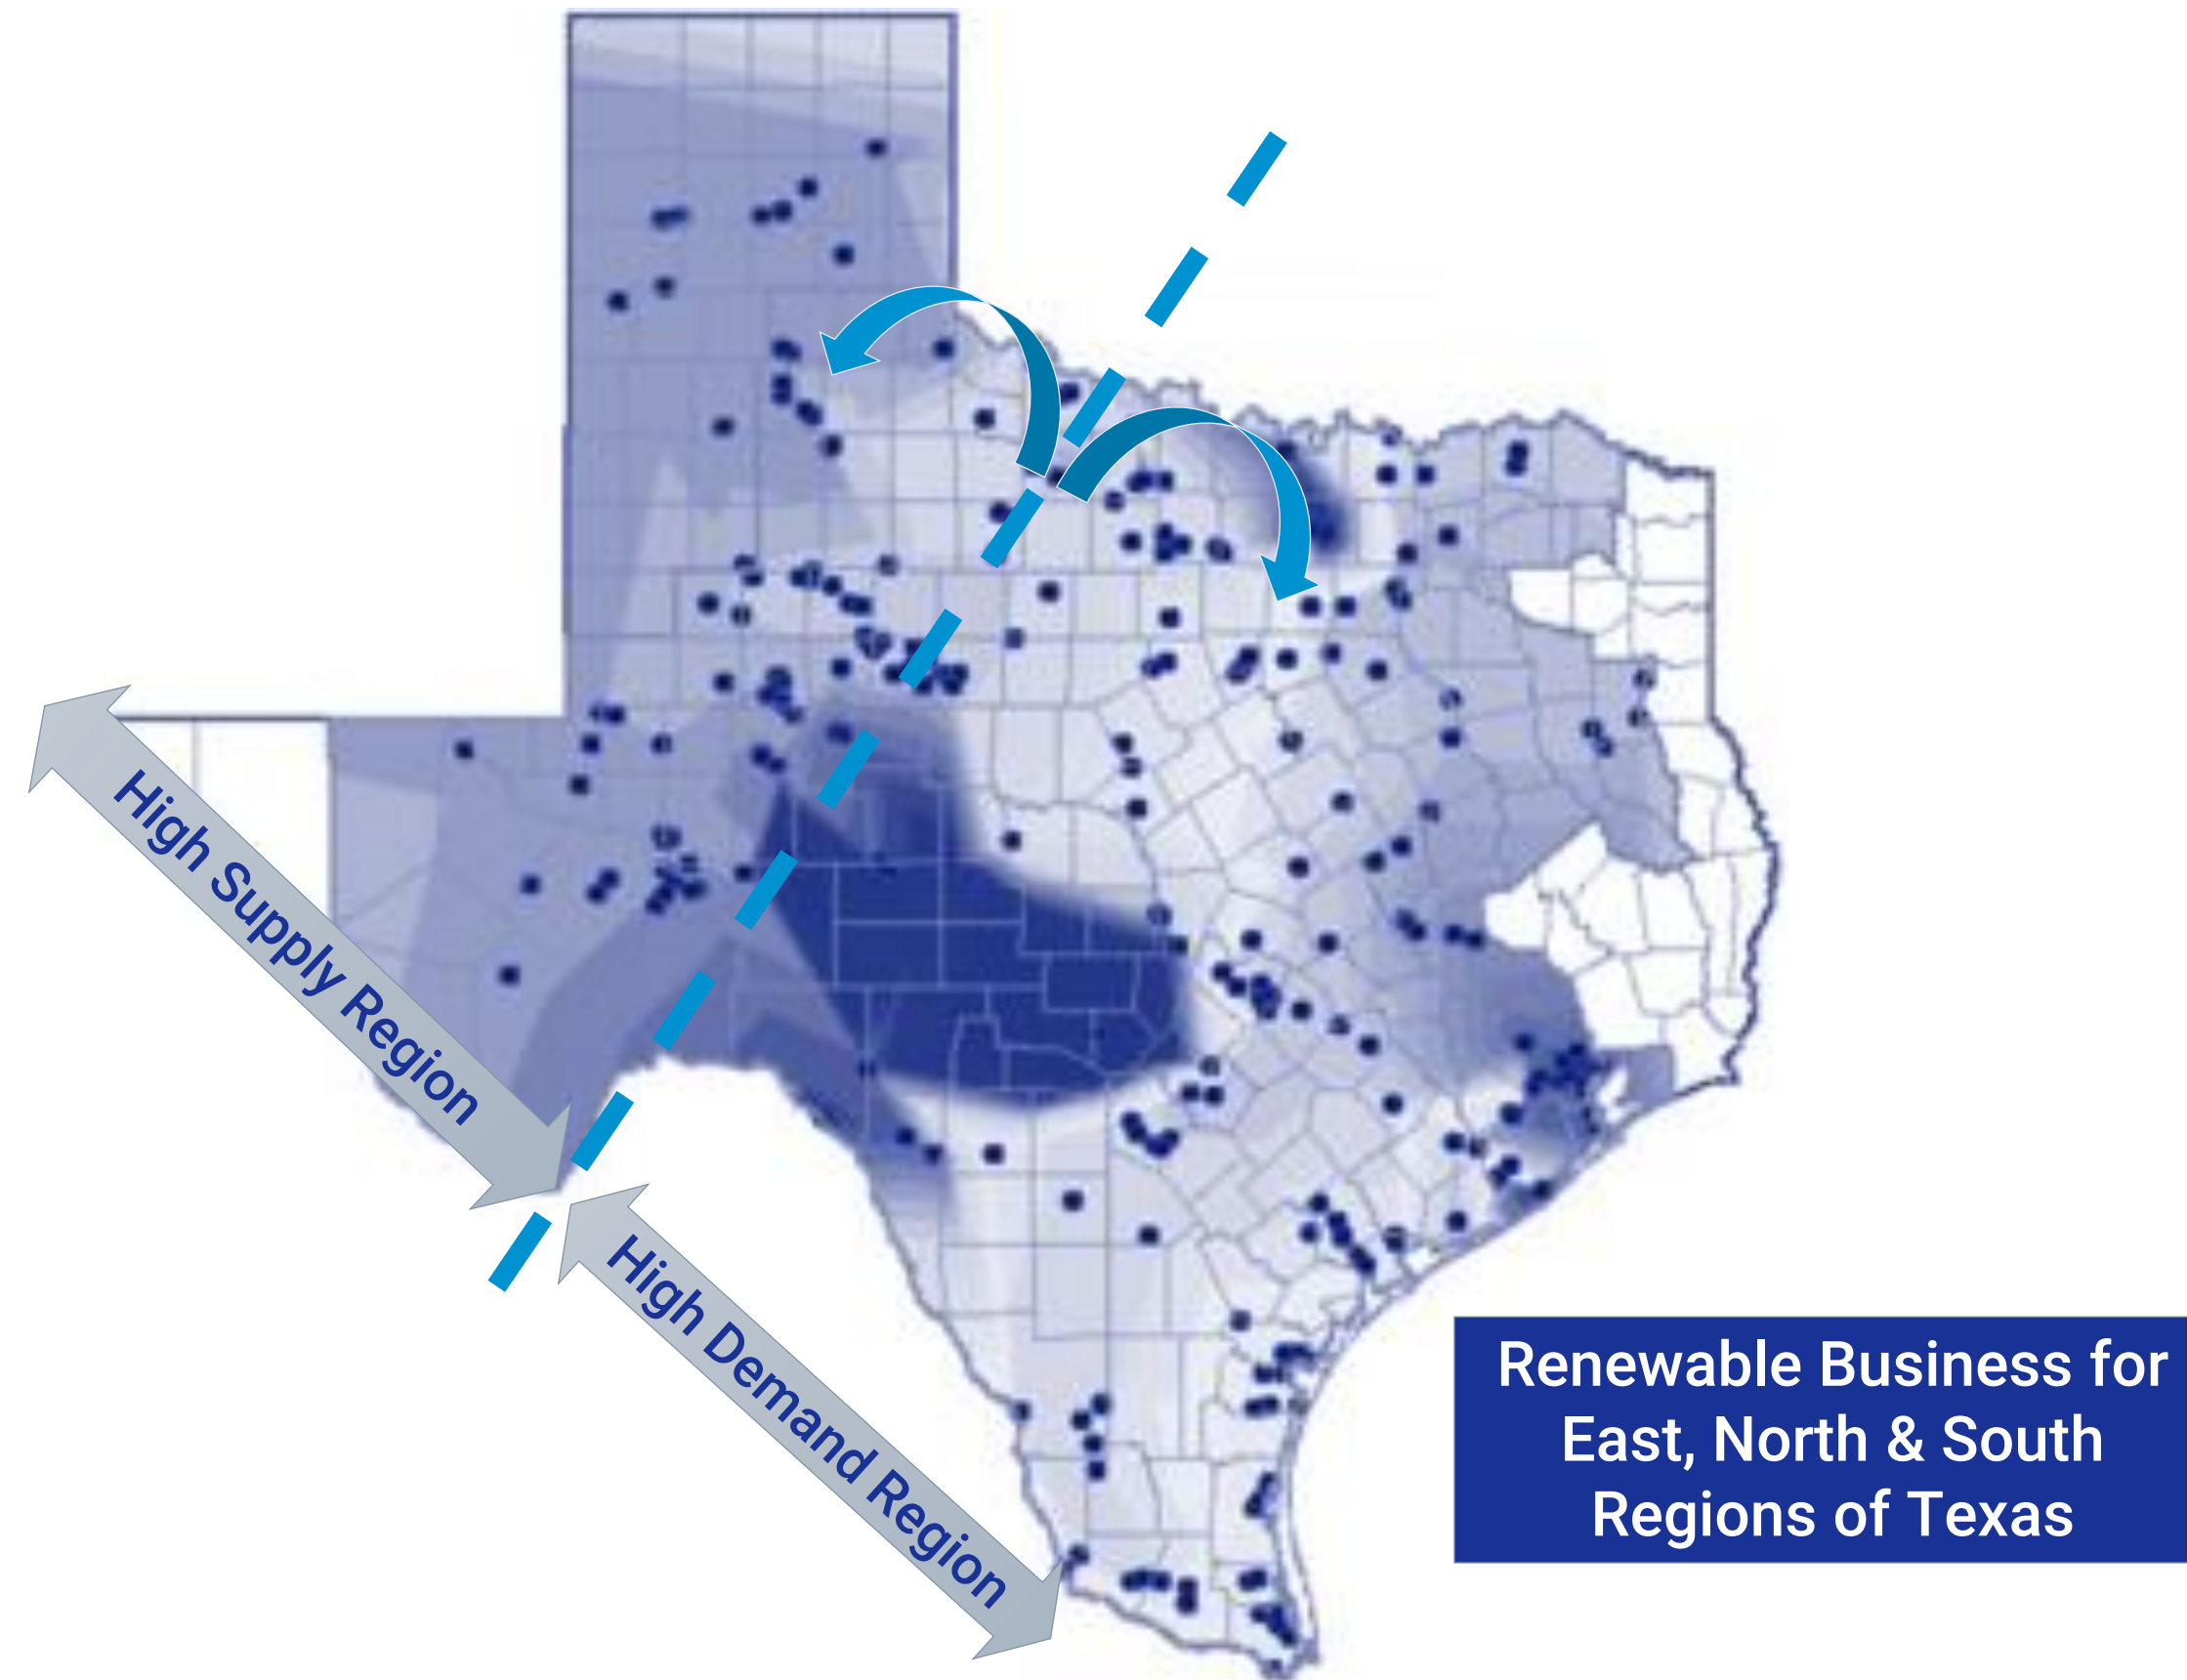 High Supply Region
High Demand Region
Renewable Business for
East, North & South
Regions of Texas